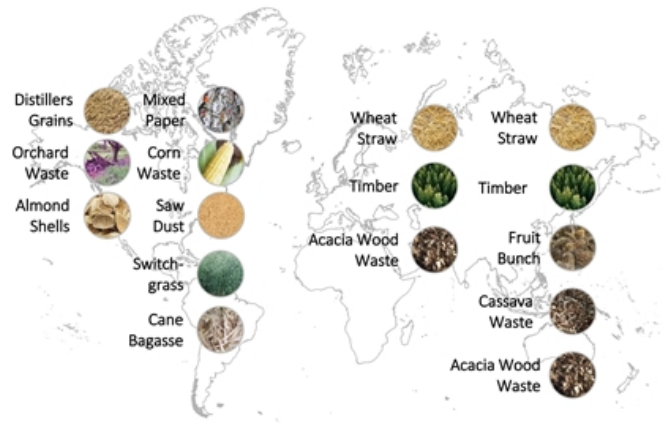 Distillers
Grains
Mixed
Paper
Orchard
Waste
Corn
Waste
Almond
Shells
Saw
Dust
Switch-
grass
Cane
Bagasse
Wheat
Straw
Timber
Acacia Wood
Waste
Wheat
Straw
Timber
Fruit
Bunch
Cassava
Waste
Acacia Wood
Waste